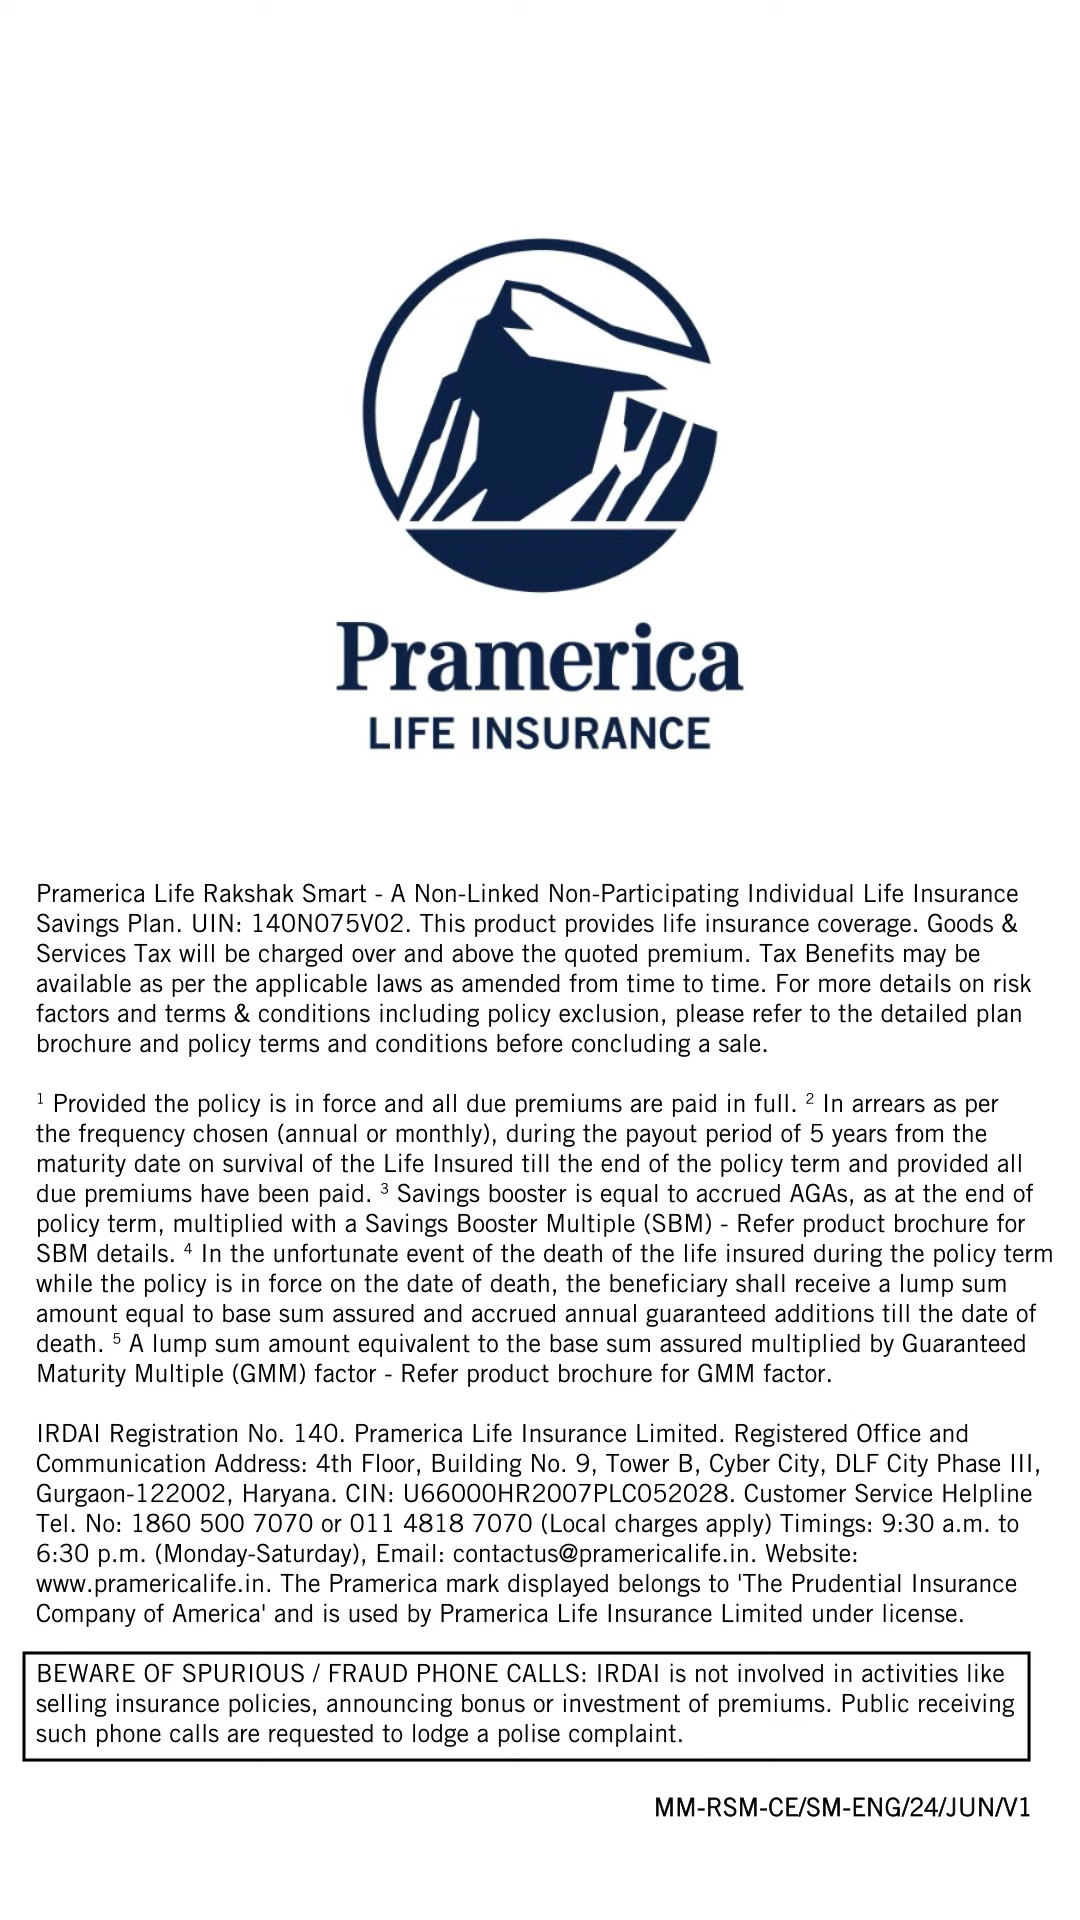 Pramerica
LIFE INSURANCE
Pramerica Life Rakshak Smart - A Non-Linked Non-Participating Individual Life Insurance
Savings Plan. UIN: 140N075V02. This product provides life insurance coverage. Goods &
Services Tax will be charged over and above the quoted premium. Tax Benefits may be
available as per the applicable laws as amended from time to time. For more details on risk
factors and terms & conditions including policy exclusion, please refer to the detailed plan
brochure and policy terms and conditions before concluding a sale.
¹ Provided the policy is in force and all due premiums are paid in full. ² In arrears as per
the frequency chosen (annual or monthly), during the payout period of 5 years from the
maturity date on survival of the Life Insured till the end of the policy term and provided all
due premiums have been paid. ³ Savings booster is equal to accrued AGAs, as at the end of
policy term, multiplied with a Savings Booster Multiple (SBM) - Refer product brochure for
SBM details. ⁴ In the unfortunate event of the death of the life insured during the policy term
while the policy is in force on the date of death, the beneficiary shall receive a lump sum
amount equal to base sum assured and accrued annual guaranteed additions till the date of
death. ⁵ A lump sum amount equivalent to the base sum assured multiplied by Guaranteed
Maturity Multiple (GMM) factor - Refer product brochure for GMM factor.
IRDAI Registration No. 140. Pramerica Life Insurance Limited. Registered Office and
Communication Address: 4th Floor, Building No. 9, Tower B, Cyber City, DLF City Phase III,
Gurgaon-122002, Haryana. CIN: U66000HR2007PLC052028. Customer Service Helpline
Tel. No: 1860 500 7070 or 011 4818 7070 (Local charges apply) Timings: 9:30 a.m. to
6:30 p.m. (Monday-Saturday), Email: contactus@pramericalife.in. Website:
www.pramericalife.in. The Pramerica mark displayed belongs to 'The Prudential Insurance
Company of America' and is used by Pramerica Life Insurance Limited under license.
BEWARE OF SPURIOUS / FRAUD PHONE CALLS: IRDAI is not involved in activities like
selling insurance policies, announcing bonus or investment of premiums. Public receiving
such phone calls are requested to lodge a polise complaint.
MM-RSM-CE/SM-ENG/24/JUN/V1